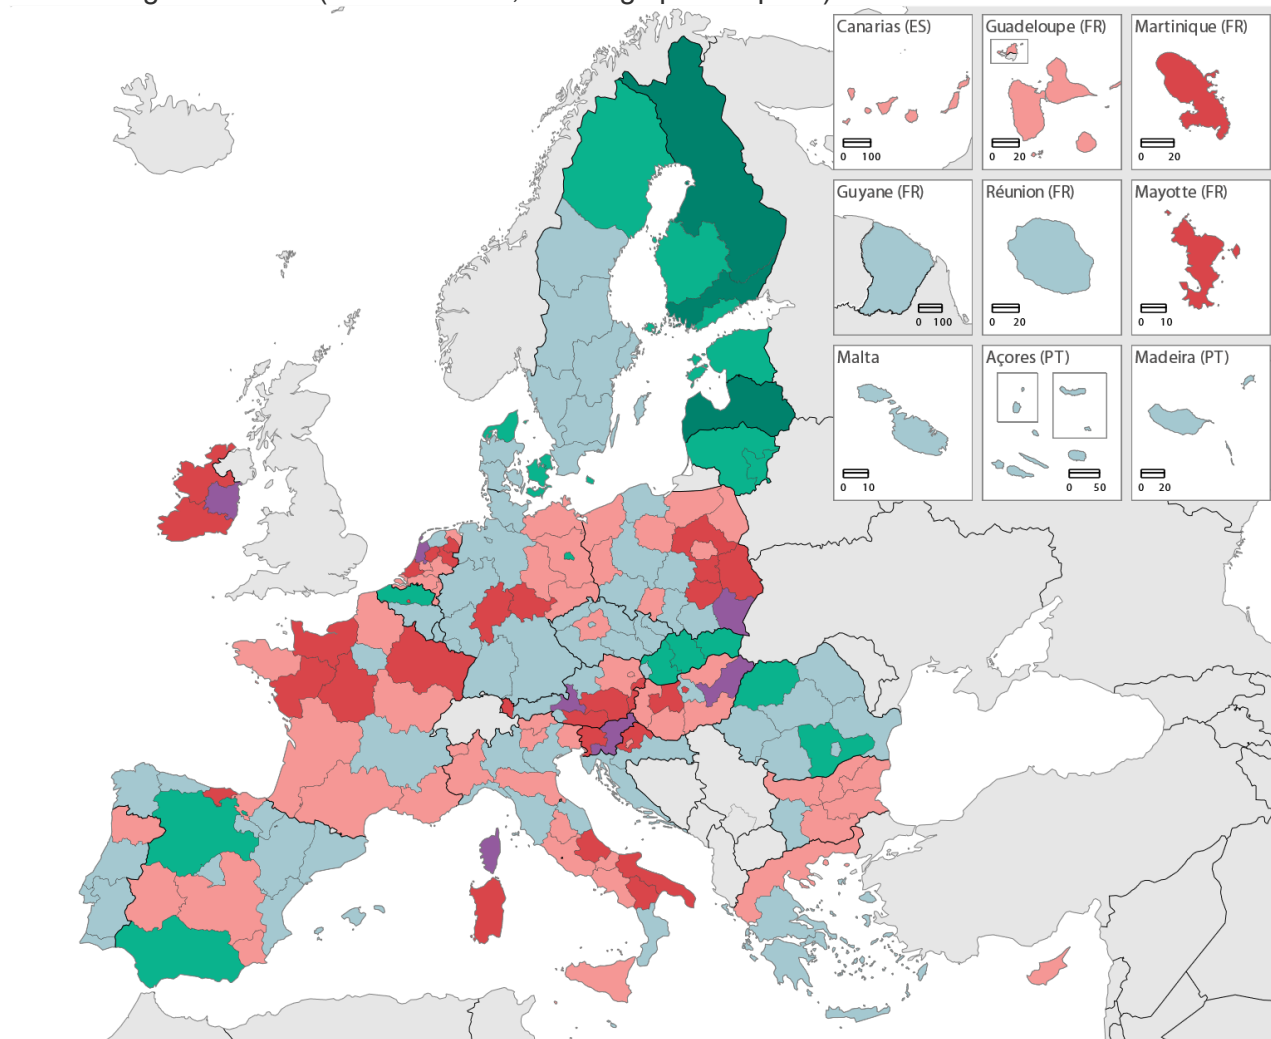 Canarias (ES)
0 100
Guadeloupe (FR)
0 20
Martinique (FR)
0 20
Guyane (FR)
0 100
Réunion (FR)
0 20
Mayotte (FR)
0 10
Malta
0 10
Açores (PT)
0 50
Madeira (PT)
0 20